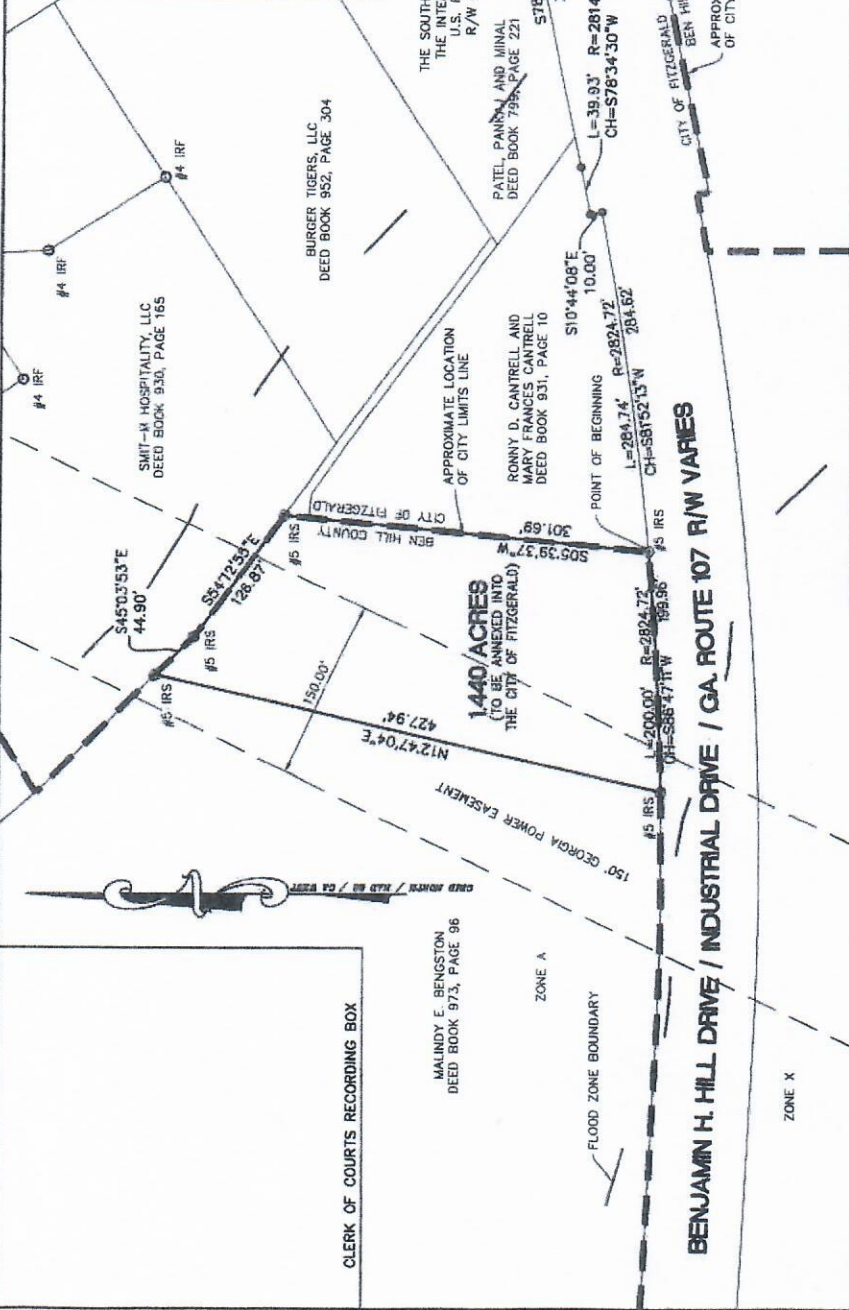 CLERK OF COURTS RECORDING BOX
GRID NORTH / NAD 83 / GA WEST
MALINDY E. BENGSTON
DEED BOOK 973, PAGE 96
ZONE A
FLOOD ZONE BOUNDARY
ZONE X
BENJAMIN H. HILL DRIVE / INDUSTRIAL DRIVE / GA. ROUTE 107 R/W VARIES
150' GEORGIA POWER EASEMENT
150.00'
N12°47'04"E
427.94'
#5 IRS
S45°03'53"E
44.90'
#5 IRS
S54°12'55"E
126.87'
#5 IRS
#5 IRS
1.440 ACRES
(TO BE ANNEXED INTO
THE CITY OF FITZGERALD)
L=200.00' R=2824.72'
CH=S86°47'11"W
199.96'
BEN HILL COUNTY
CITY OF FITZGERALD
S05°39'37"W
301.69'
#5 IRS
POINT OF BEGINNING
APPROXIMATE LOCATION
OF CITY LIMITS LINE
RONNY D. CANTRELL AND
MARY FRANCES CANTRELL
DEED BOOK 931, PAGE 10
L=284.74' R=2824.72'
CH=S81°52'13"W 284.62'
S10°44'08"E
10.00'
L=39.93' R=2814
CH=S78°34'30"W
SMIT-M HOSPITALITY, LLC
DEED BOOK 930, PAGE 165
#4 IRF
#4 IRF
#4 IRF
BURGER TIGERS, LLC
DEED BOOK 952, PAGE 304
PATEL, PANKAJ AND MINAL
DEED BOOK 799, PAGE 221
THE SOUTH
THE INTE
U.S.
R/W
S78
CITY OF FITZGERALD
BEN HI
APPROX
OF CITY